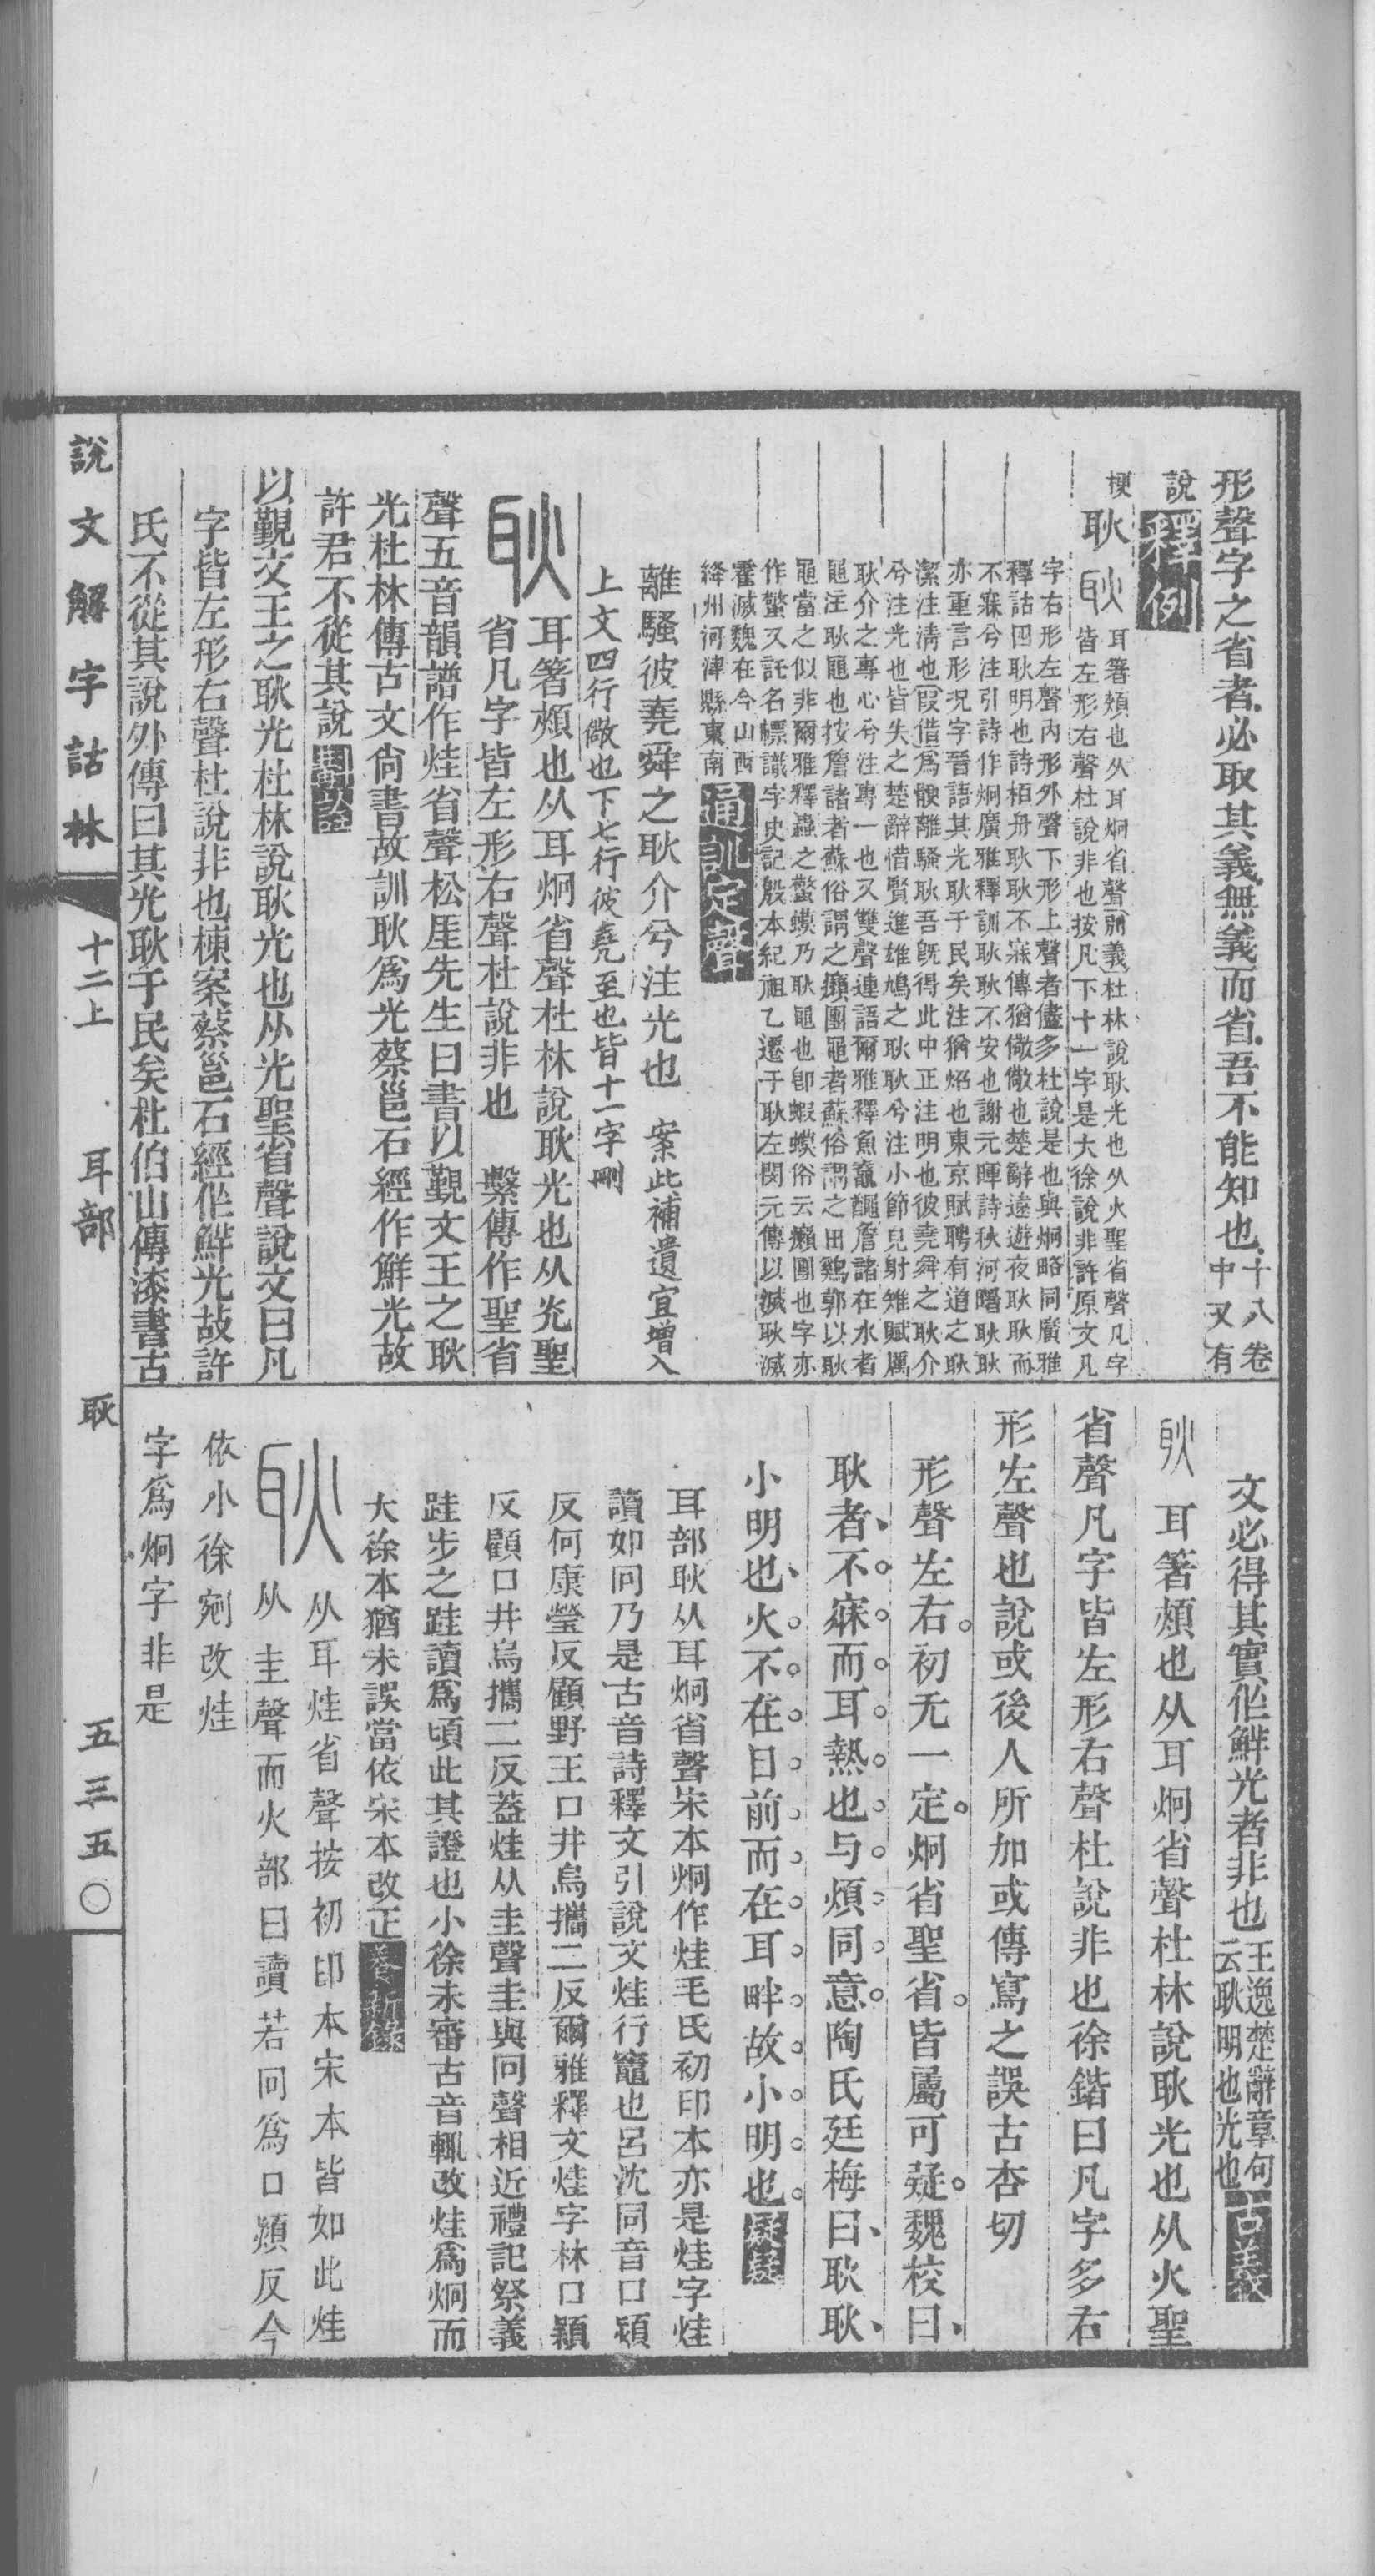 形聲字之省者必取其義無義而省吾不能知也十八卷中又有
說釋例
梗耿
耳箸頰也从耳烱省聲前義杜林說耿光也从火聖省聲凡字
皆左形右聲杜說非也按凡下十一字是大徐說非許原文凡
字右形左聲內形外聲下形上聲者儘多杜說是也與烱略同廣雅
釋詁四耿明也詩栢舟耿耿不寐傳猶儆儆也楚辭遠遊夜耿耿而
不寐兮注引詩作炯廣雅釋訓耿耿不安也謝元暉詩秋河曙耿耿
亦重言形況字晉語其光耿于民矣注猶炤也東京賦聘有道之耿
潔注淸也叚借爲鯁離騷耿吾旣得此中正注明也彼堯舜之耿介
兮注光也皆失之楚辭惜賢進雄鳩之耿耿兮注小節皃射雉賦厲
耿介之專心兮注專一也又雙聲連語爾雅釋魚鼁𪓰詹諸在水者
黽注耿黽也按詹諸者蘇俗謂之癩團黽者蘇俗謂之田鷄郭以耿
黽當之似非爾雅釋蟲之螫蟆乃耿黽也卽蝦蟆俗云癩團也字亦
作螫又託名幖識字史記殷本紀祖乙遷于耿左閔元傳以滅耿滅
霍滅魏在今山西
絳州河津縣東南
通訓定聲
離騷彼堯舜之耿介兮注光也 案此補遺宜增入
上文四行儆也下七行彼堯至也皆十一字刪
耿 耳箸頰也从耳炯省聲杜林說耿光也从光聖
省凡字皆左形右聲杜說非也 繫傳作聖省
聲五音韻譜作烓省聲松厓先生曰書以覲文王之耿
光杜林傳古文尙書故訓耿爲光蔡邕石經作鮮光故
許君不從其說
以覲文王之耿光杜林說耿光也从光聖省聲說文曰凡
字皆左形右聲杜說非也棟案蔡邕石經作鮮光故許
氏不從其說外傳曰其光耿于民矣杜伯山傳漆書古
文必得其實作鮮光者非也王逸楚辭章句云耿明也光也
耿 耳箸頰也从耳炯省聲杜林說耿光也从火聖
省聲凡字皆左形右聲杜說非也徐鍇曰凡字多右
形左聲也說或後人所加或傳寫之誤古杏切
形聲左右初无一定炯省聖省皆屬可疑魏校曰
耿者不寐而耳熱也与煩同意陶氏廷梅曰耿耿
小明也火不在目前而在耳畔故小明也疑疑
耳部耿从耳炯省聲宋本炯作烓毛氏初印本亦是烓字烓
讀如冋乃是古音詩釋文引說文烓行竈也呂沈同音口熲
反何康瑩反顧野王口井烏攜二反爾雅釋文烓字林口穎
反顧口井烏攜二反葢烓从圭聲圭與冋聲相近禮記祭義
跬步之跬讀爲頃此其證也小徐未審古音輒改烓爲炯而
大徐本猶未誤當依宋本改正養新錄
耿 从耳烓省聲按初印本宋本皆如此烓
从圭聲而火部曰讀若冋爲口熲反今
依小徐剜改烓
字爲炯字非是
說文解字詁林 十二上 耳部 耿 五三五〇